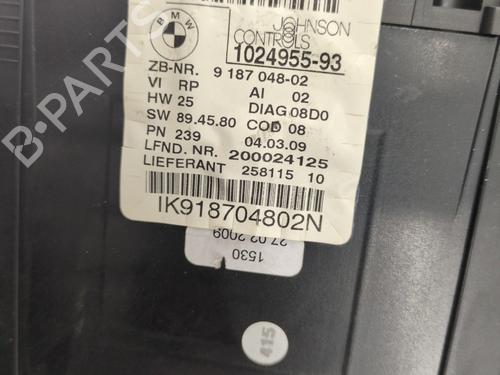 BMW
JOHNSON
CONTROLS
1024955-93
ZB-NR. 9 187 048-02
VI RP AI 02
HW 25 DIAG 08D0
SW 89.45.80 COD 08
PN 239 04.03.09
LFND. NR. 200024125
LIEFERANT 258115 10
IK918704802N
27.02.2009
1530
415